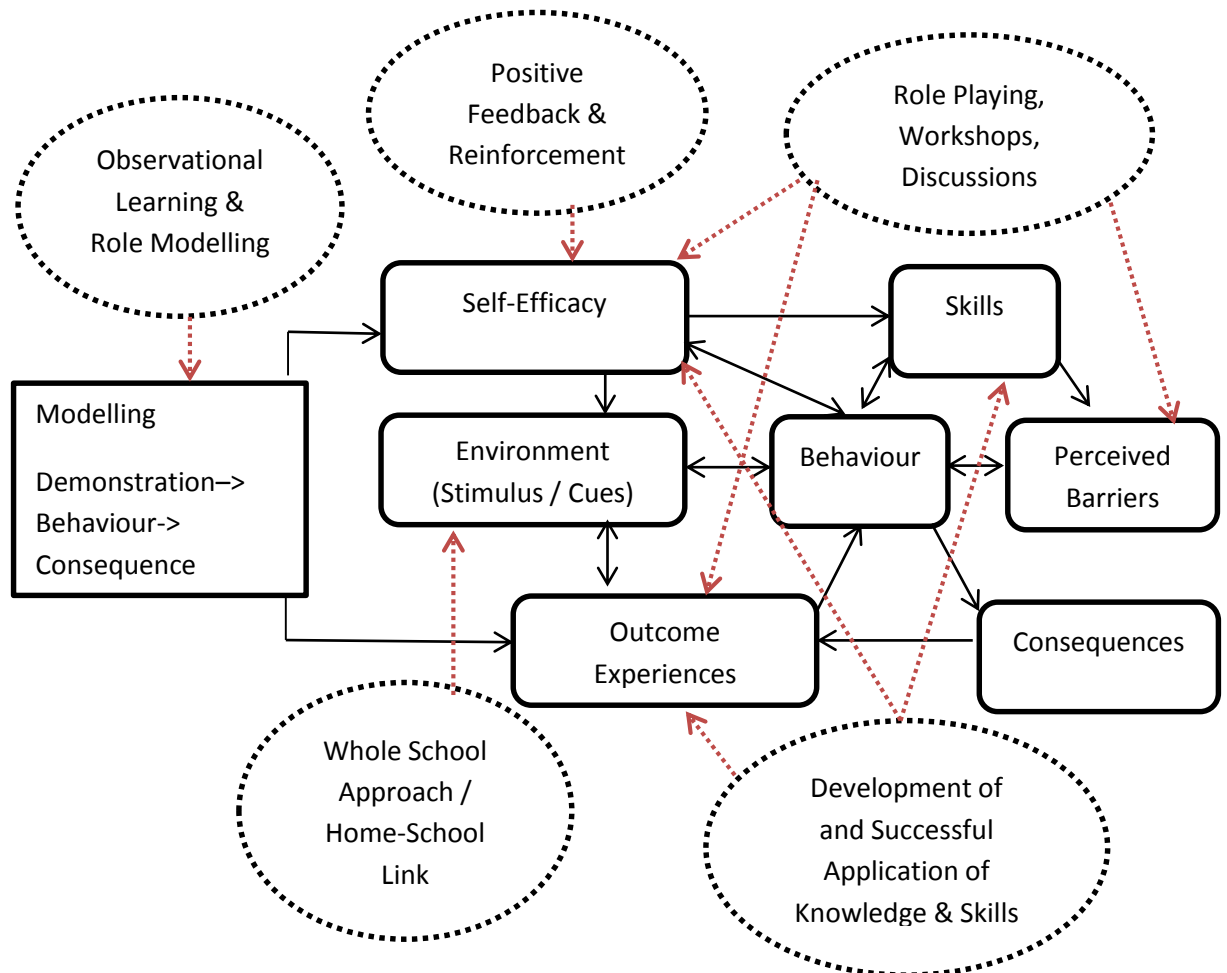 Positive
Feedback &
Reinforcement
Role Playing,
Workshops,
Discussions
Observational
Learning &
Role Modelling
Self-Efficacy
Skills
Modelling
Demonstration–>
Behaviour->
Consequence
Environment
(Stimulus / Cues)
Behaviour
Perceived
Barriers
Outcome
Experiences
Consequences
Whole School
Approach /
Home-School
Link
Development of
and Successful
Application of
Knowledge & Skills